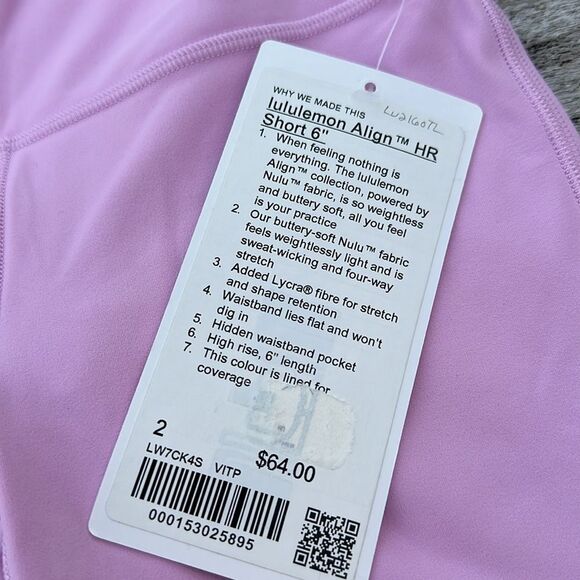 WHY WE MADE THIS
LU2160TL
lululemon Align™ HR
Short 6"
1. When feeling nothing is
everything. The lululemon
Align™ collection, powered by
Nulu™ fabric, is so weightless
and buttery soft, all you feel
is your practice
2. Our buttery-soft Nulu™ fabric
feels weightlessly light and is
sweat-wicking and four-way
stretch
3. Added Lycra® fibre for stretch
and shape retention
4. Waistband lies flat and won't
dig in
5. Hidden waistband pocket
6. High rise, 6" length
7. This colour is lined for
coverage
2
$64.00
LW7CK4S VITP
000153025895